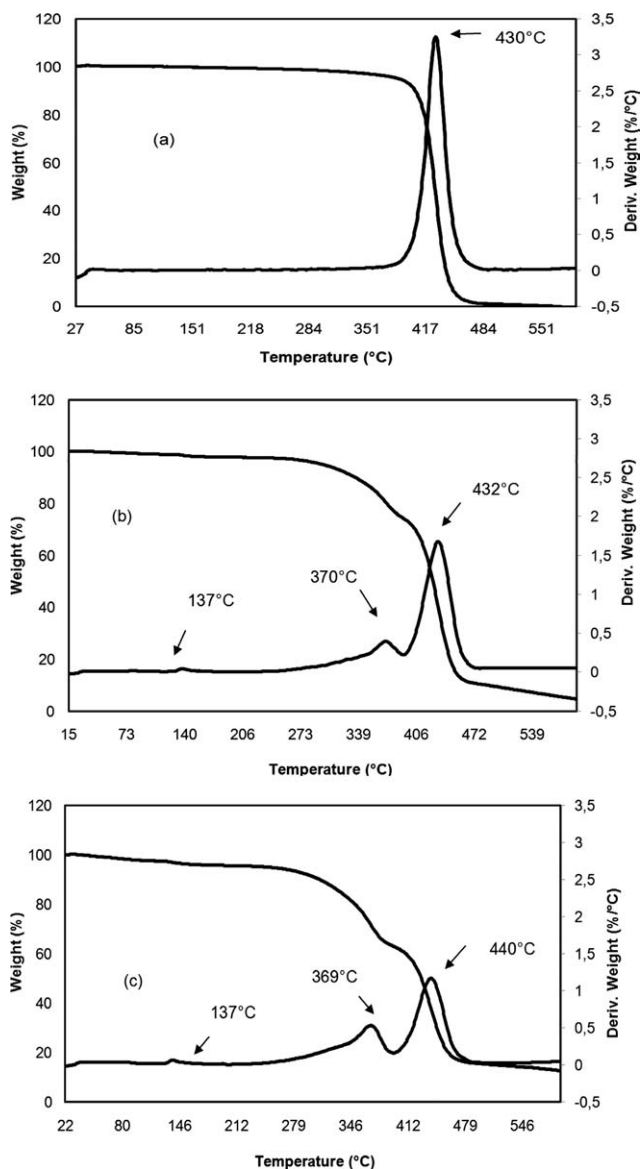 120 3,5
430°C
100 3
2,5
80 (a) 2
60 1,5
40 1
0,5
20 0
0 -0,5
27 85 151 218 284 351 417 484 551
Weight (%)
Deriv. Weight (%/°C)
Temperature (°C)
120 3,5
100 3
2,5
80 (b) 432°C 2
60 1,5
370°C 1
40 137°C 0,5
20 0
0 -0,5
15 73 140 206 273 339 406 472 539
Weight (%)
Deriv. Weight (%/°C)
Temperature (°C)
120 3,5
100 3
2,5
80 2
60 440°C 1,5
(c) 369°C
40 137°C 1
0,5
20 0
0 -0,5
22 80 146 212 279 346 412 479 546
Weight (%)
Deriv. Weight (%/°C)
Temperature (°C)